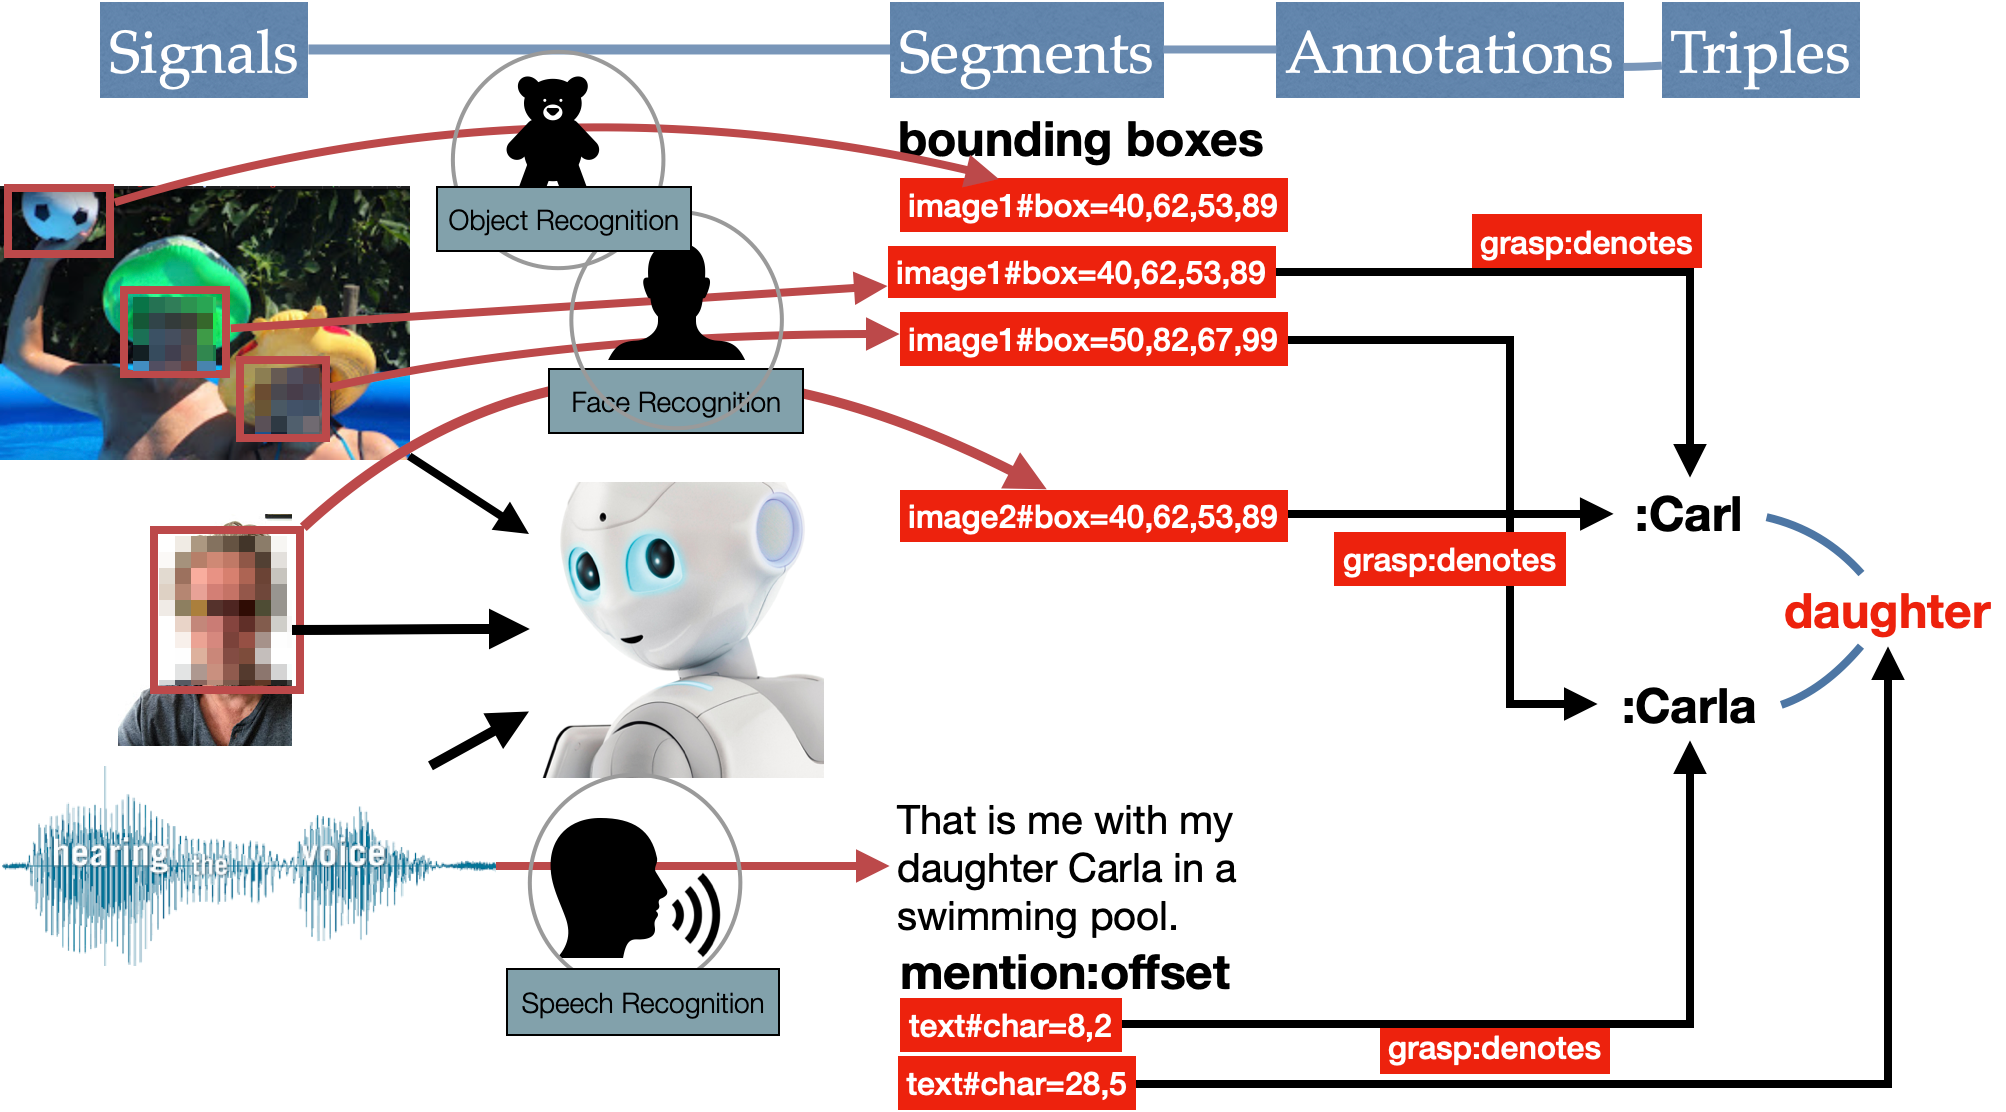 Signals
Segments
Annotations
Triples
bounding boxes
Object Recognition
image1#box=40,62,53,89
grasp:denotes
image1#box=40,62,53,89
image1#box=50,82,67,99
Face Recognition
image2#box=40,62,53,89
:Carl
grasp:denotes
daughter
:Carla
That is me with my
daughter Carla in a
swimming pool.
hearing the voice
mention:offset
Speech Recognition
text#char=8,2
grasp:denotes
text#char=28,5